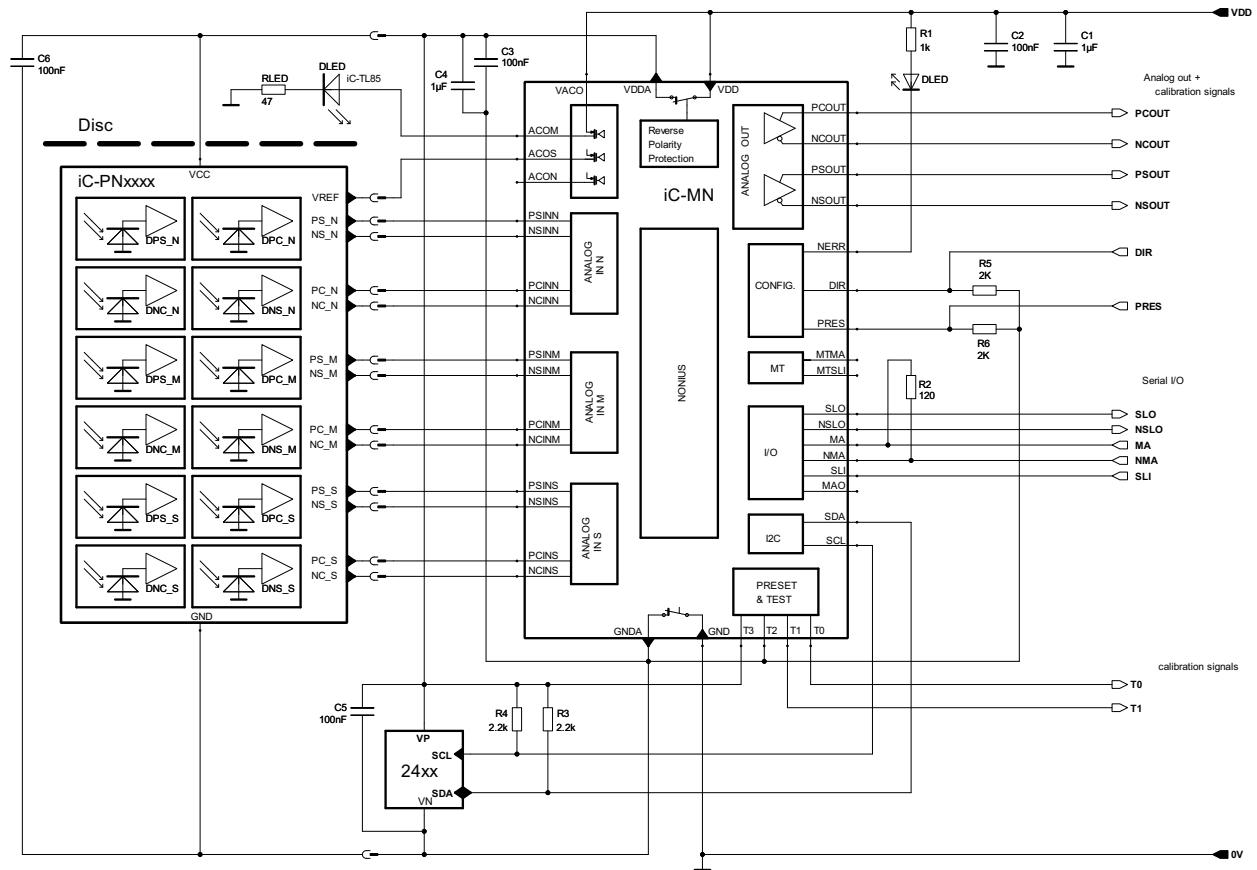 VDD
C6
100nF
C4
1µF
C3
100nF
R1
1k
C2
100nF
C1
1µF
DLED
iC-TL85
RLED
47
DLED
Analog out +
calibration signals
VACO
VDDA
VDD
Disc
ACOM
ACOS
ACON
Reverse
Polarity
Protection
ANALOG OUT
PCOUT
NCOUT
PSOUT
NSOUT
PCOUT
NCOUT
PSOUT
NSOUT
iC-PNxxxx
VCC
iC-MN
VREF
PS_N
NS_N
PC_N
NC_N
PS_M
NS_M
PC_M
NC_M
PS_S
NS_S
PC_S
NC_S
DPS_N
DPC_N
DNC_N
DNS_N
DPS_M
DPC_M
DNC_M
DNS_M
DPS_S
DPC_S
DNC_S
DNS_S
GND
PSINN
NSINN
PCINN
NCINN
ANALOG
IN N
PSINM
NSINM
PCINM
NCINM
ANALOG
IN M
PSINS
NSINS
PCINS
NCINS
ANALOG
IN S
NONIUS
CONFIG.
NERR
DIR
PRES
DIR
R5
2K
PRES
R6
2K
MT
MTMA
MTSLI
R2
120
Serial I/O
I/O
SLO
NSLO
MA
NMA
SLI
MAO
SLO
NSLO
MA
NMA
SLI
I2C
SDA
SCL
PRESET
& TEST
GNDA
GND
T3
T2
T1
T0
calibration signals
T0
T1
C5
100nF
R4
2.2k
R3
2.2k
VP
SCL
24xx
SDA
VN
0V